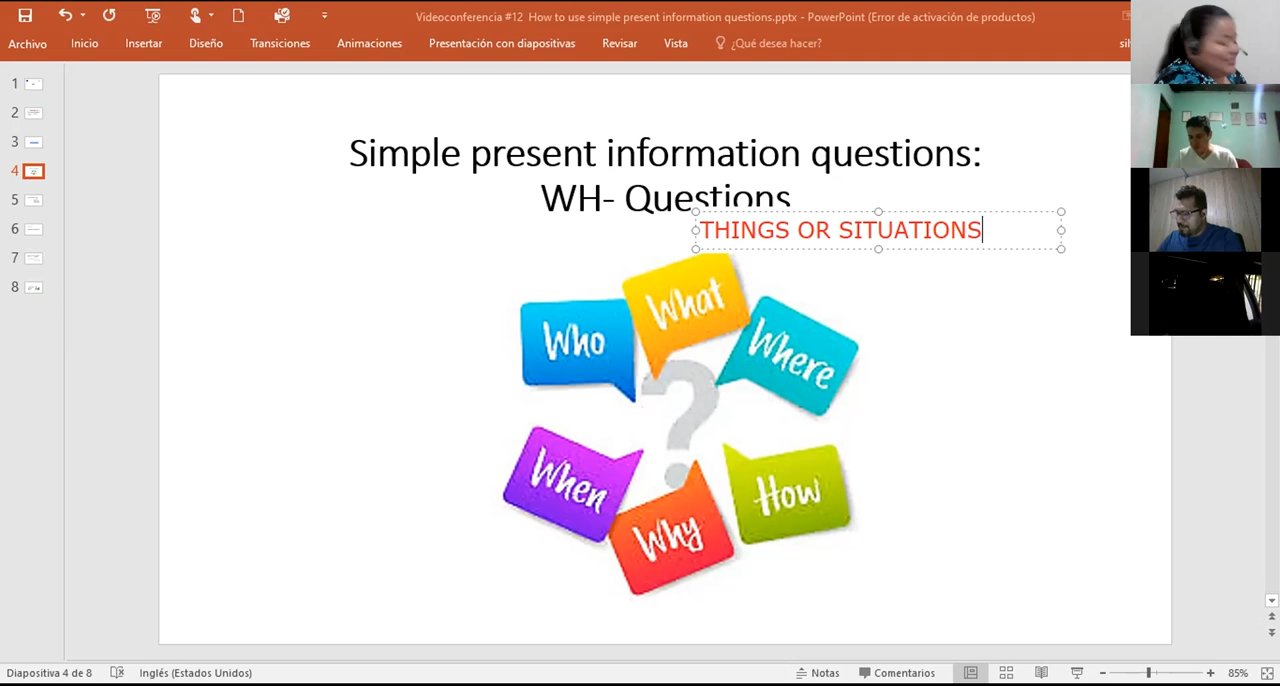 Videoconferencia #12 How to use simple present information questions.pptx - PowerPoint (Error de activación de productos)
Archivo Inicio Insertar Diseño Transiciones Animaciones Presentación con diapositivas Revisar Vista ¿Qué desea hacer? sil
1
2
3
4
5
6
7
8
Simple present information questions:
WH- Questions
THINGS OR SITUATIONS
What
Who
Where
?
When
How
Why
Diapositiva 4 de 8 Inglés (Estados Unidos) Notas Comentarios 85%